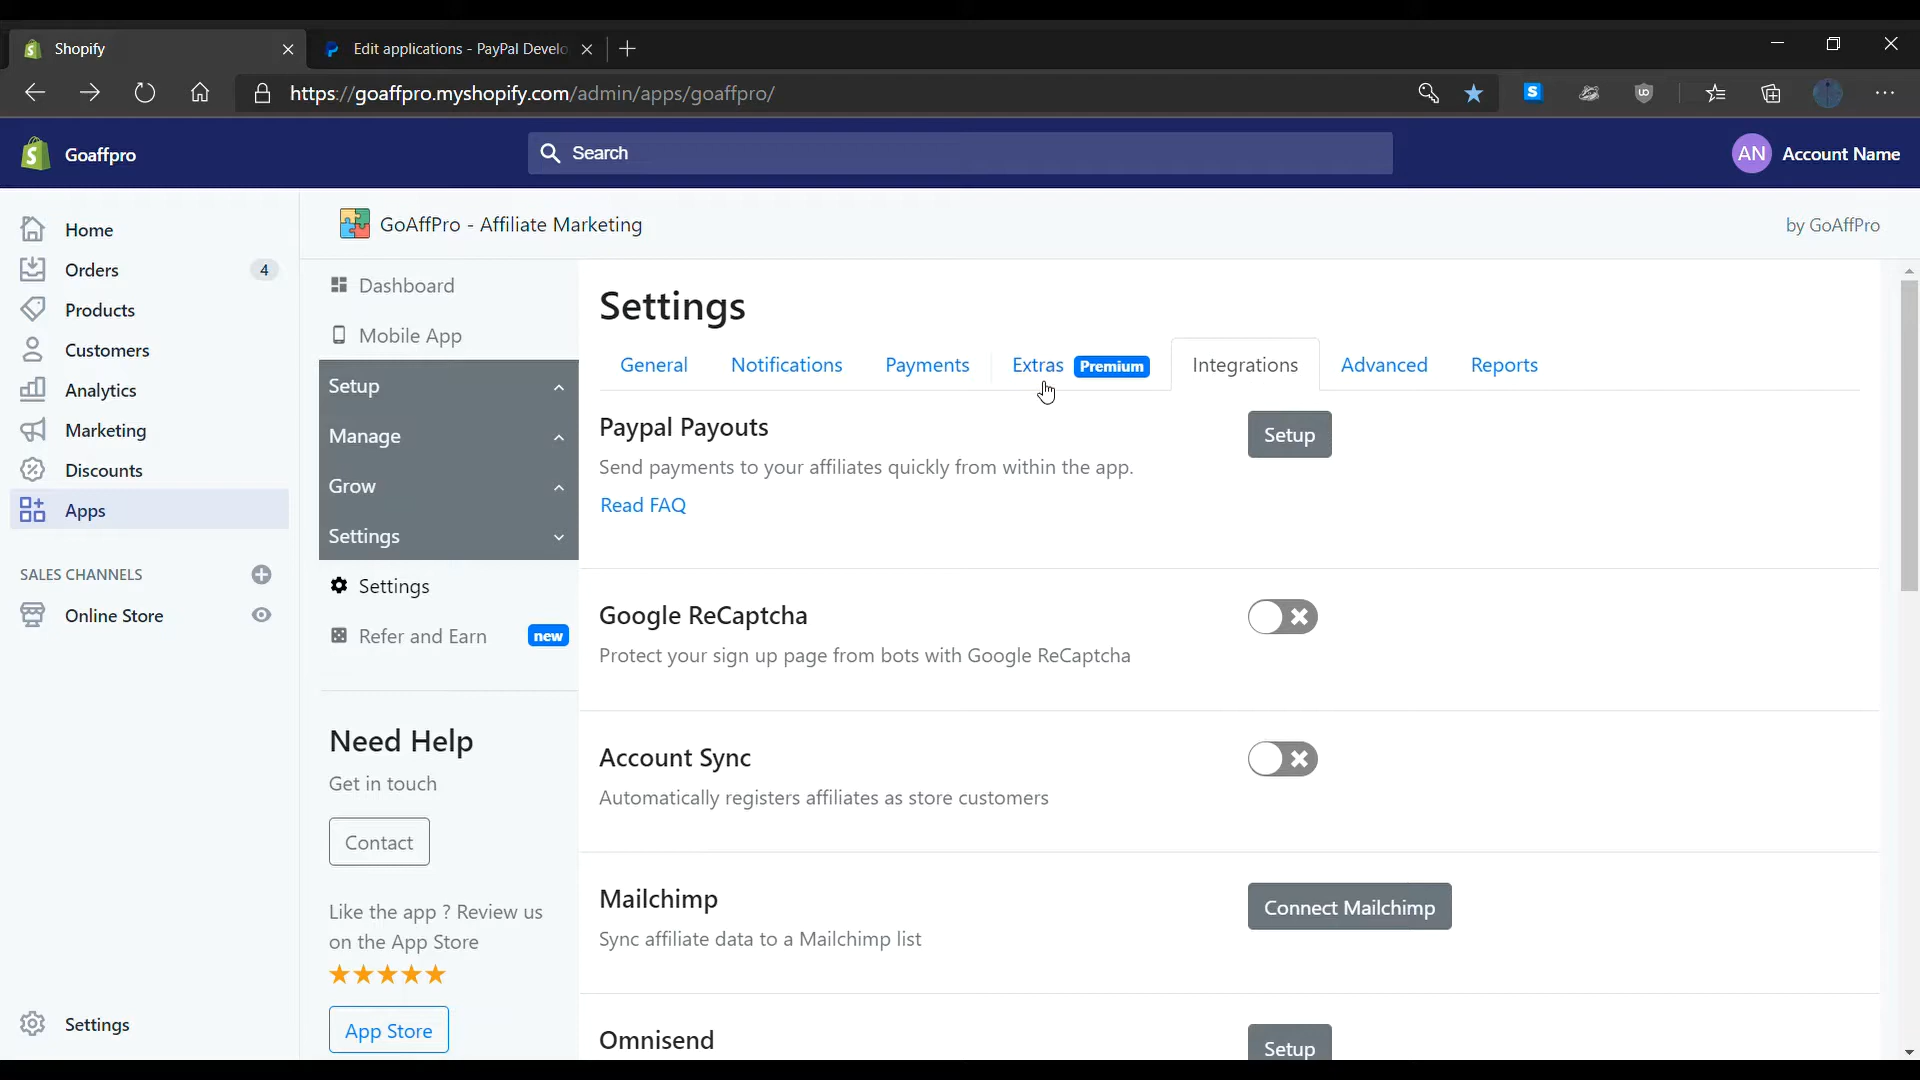 Shopify
Edit applications - PayPal Develo
https://goaffpro.myshopify.com/admin/apps/goaffpro/
Goaffpro
Search
AN Account Name
Home
Orders 4
Products
Customers
Analytics
Marketing
Discounts
Apps
SALES CHANNELS
Online Store
Settings
GoAffPro - Affiliate Marketing
by GoAffPro
Dashboard
Mobile App
Setup
Manage
Grow
Settings
Settings
Refer and Earn new
Need Help
Get in touch
Contact
Like the app ? Review us
on the App Store
App Store
Settings
General Notifications Payments Extras Premium Integrations Advanced Reports
Paypal Payouts
Setup
Send payments to your affiliates quickly from within the app.
Read FAQ
Google ReCaptcha
Protect your sign up page from bots with Google ReCaptcha
Account Sync
Automatically registers affiliates as store customers
Mailchimp
Connect Mailchimp
Sync affiliate data to a Mailchimp list
Omnisend
Setup